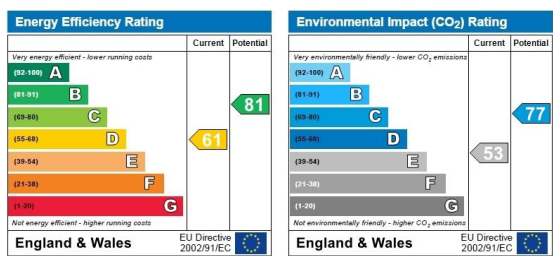 Energy Efficiency Rating
Current Potential
Very energy efficient - lower running costs
(92-100) A
(81-91) B
81
(69-80) C
(55-68) D
61
(39-54) E
(21-38) F
(1-20) G
Not energy efficient - higher running costs
England & Wales
EU Directive
2002/91/EC
Environmental Impact (CO2) Rating
Current Potential
Very environmentally friendly - lower CO2 emissions
(92-100) A
(81-91) B
(69-80) C
77
(55-68) D
(39-54) E
53
(21-38) F
(1-20) G
Not environmentally friendly - higher CO2 emissions
England & Wales
EU Directive
2002/91/EC